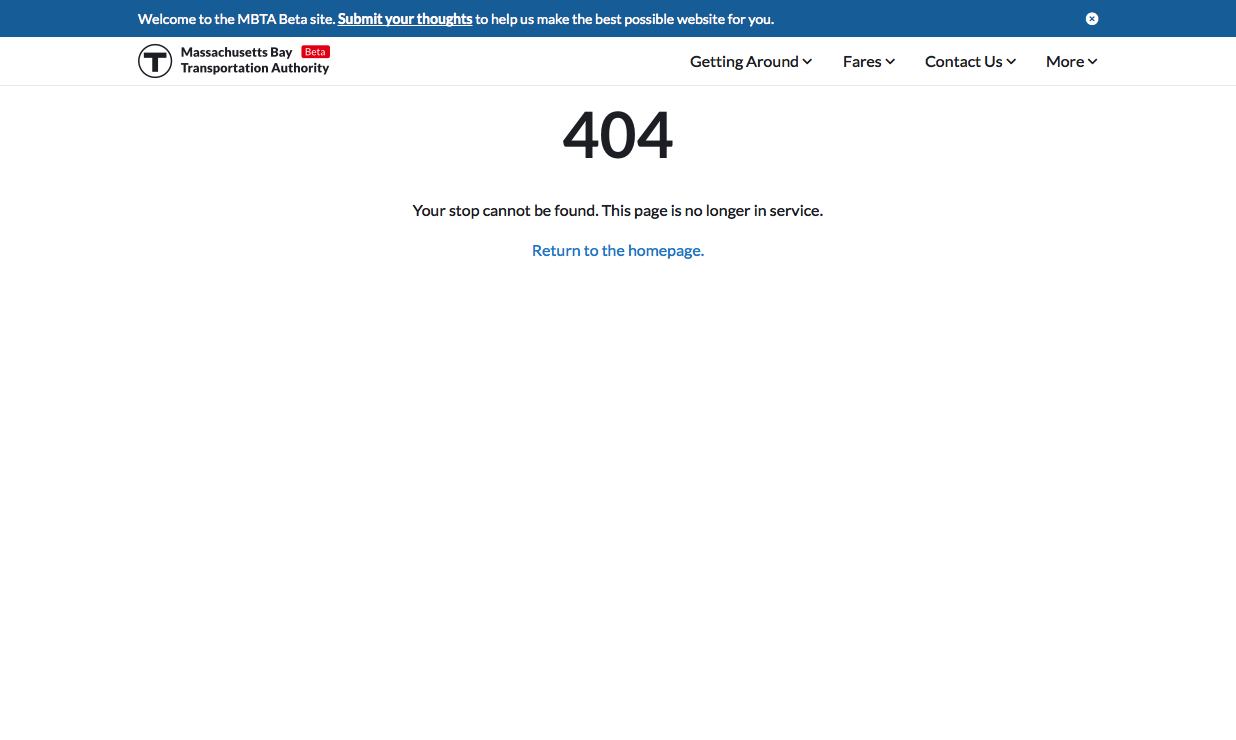 Welcome to the MBTA Beta site. Submit your thoughts to help us make the best possible website for you.
T
Massachusetts Bay Beta
Transportation Authority
Getting Around Fares Contact Us More
404
Your stop cannot be found. This page is no longer in service.
Return to the homepage.